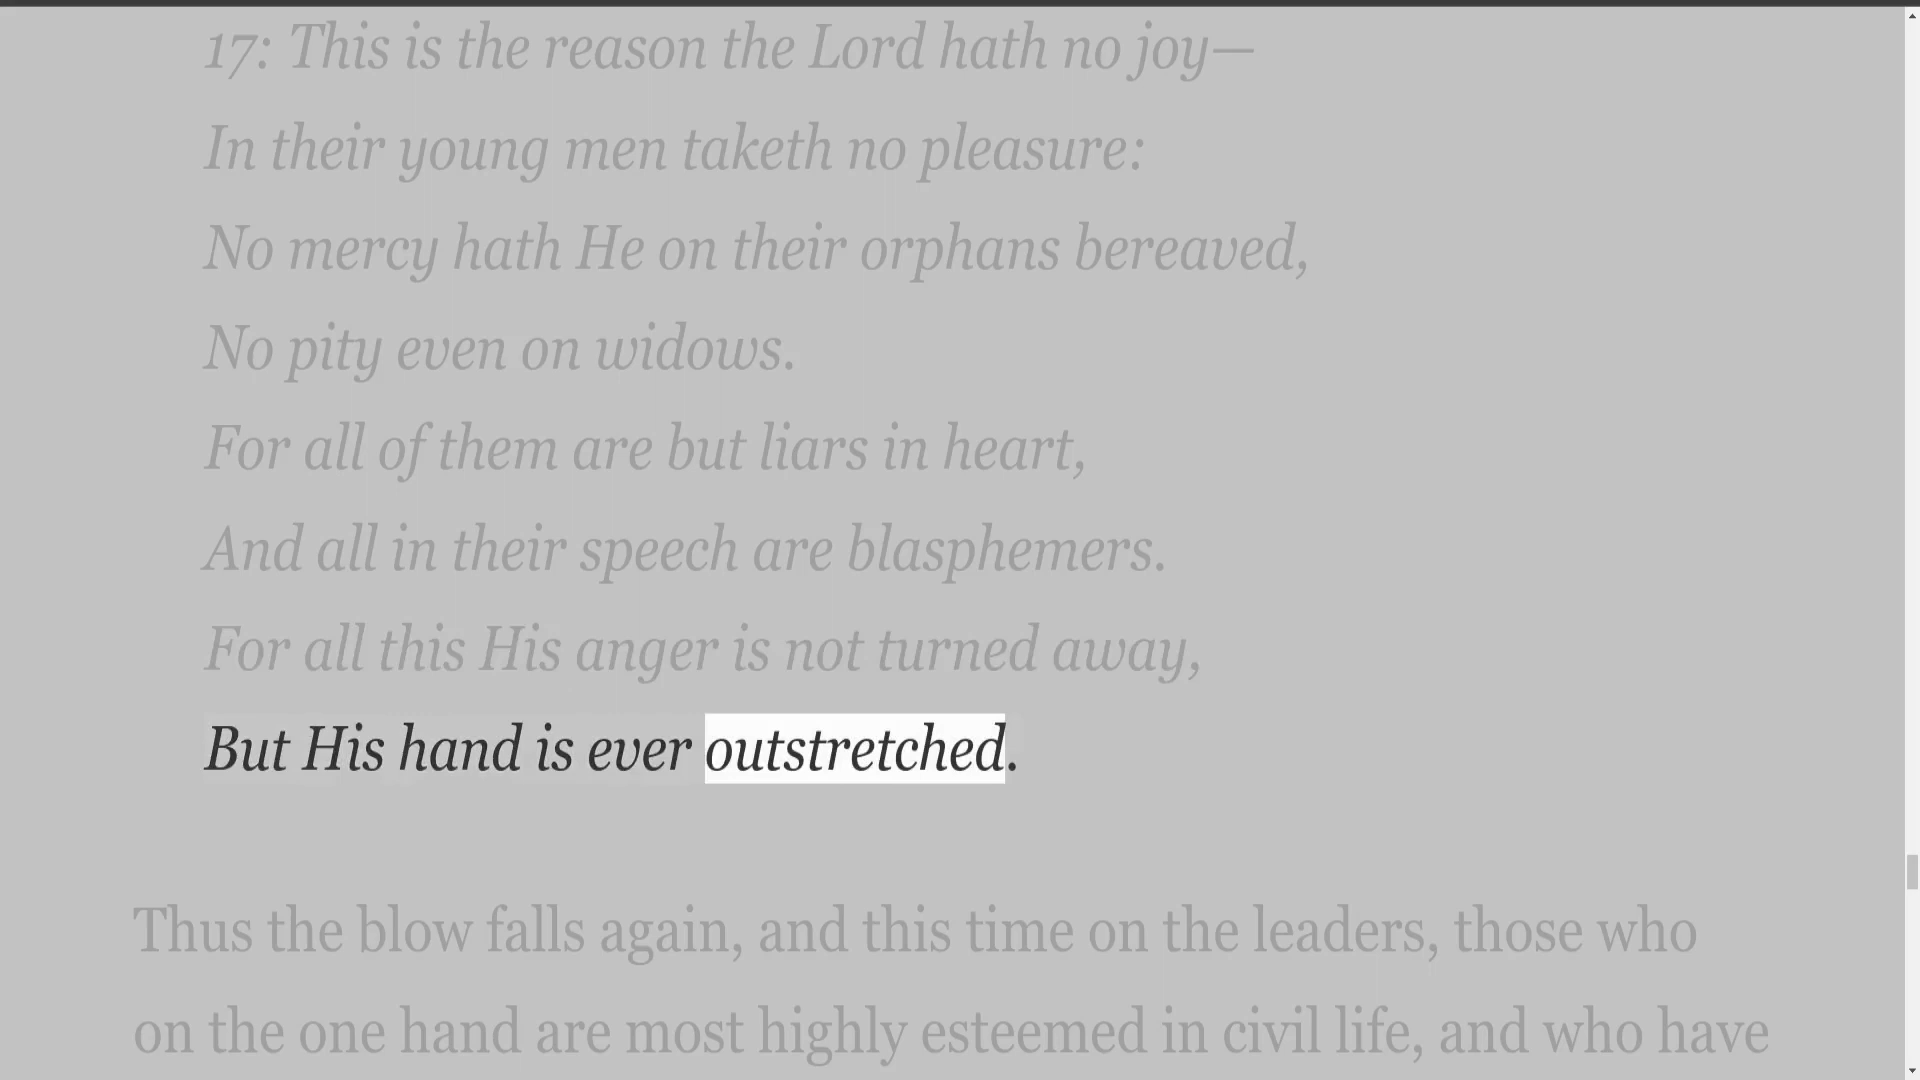 17: This is the reason the Lord hath no joy—
In their young men taketh no pleasure:
No mercy hath He on their orphans bereaved,
No pity even on widows.
For all of them are but liars in heart,
And all in their speech are blasphemers.
For all this His anger is not turned away,
But His hand is ever outstretched.
Thus the blow falls again, and this time on the leaders, those who
on the one hand are most highly esteemed in civil life, and who have